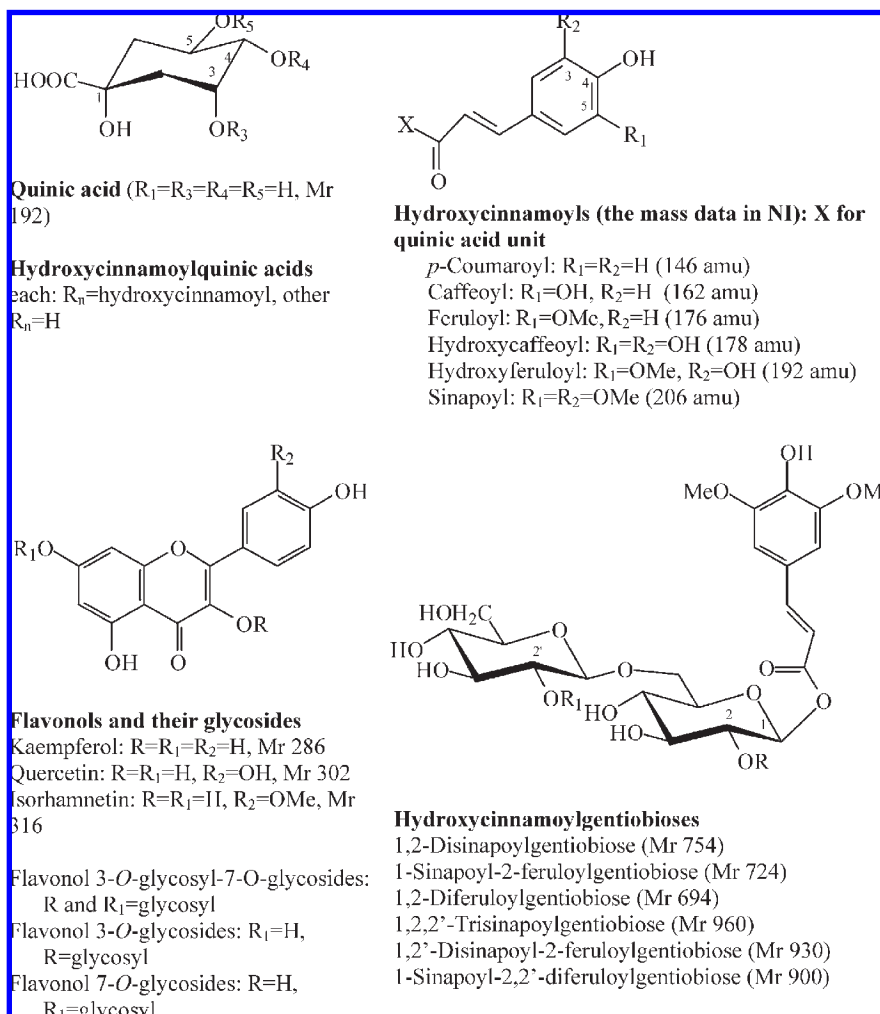 OR5
5
4
OR4
3
HOOC
1
OH
OR3
Quinic acid (R1=R3=R4=R5=H, Mr
192)
Hydroxycinnamoylquinic acids
each: Rn=hydroxycinnamoyl, other
Rn=H
R2
OH
3
4
5
X
R1
O
Hydroxycinnamoyls (the mass data in NI): X for
quinic acid unit
p-Coumaroyl: R1=R2=H (146 amu)
Caffeoyl: R1=OH, R2=H (162 amu)
Feruloyl: R1=OMe, R2=H (176 amu)
Hydroxycaffeoyl: R1=R2=OH (178 amu)
Hydroxyferuloyl: R1=OMe, R2=OH (192 amu)
Sinapoyl: R1=R2=OMe (206 amu)
R2
OH
R1O
O
OR
OH
O
Flavonols and their glycosides
Kaempferol: R=R1=R2=H, Mr 286
Quercetin: R=R1=H, R2=OH, Mr 302
Isorhamnetin: R=R1=H, R2=OMe, Mr
316
Flavonol 3-O-glycosyl-7-O-glycosides:
R and R1=glycosyl
Flavonol 3-O-glycosides: R1=H,
R=glycosyl
Flavonol 7-O-glycosides: R=H,
R1=glycosyl
OH
MeO
OM
HOH2C
O
HO
2'
HO
O
OR1
HO
O
O
O
2
1
HO
OR
Hydroxycinnamoylgentiobioses
1,2-Disinapoylgentiobiose (Mr 754)
1-Sinapoyl-2-feruloylgentiobiose (Mr 724)
1,2-Diferuloylgentiobiose (Mr 694)
1,2,2’-Trisinapoylgentiobiose (Mr 960)
1,2’-Disinapoyl-2-feruloylgentiobiose (Mr 930)
1-Sinapoyl-2,2’-diferuloylgentiobiose (Mr 900)